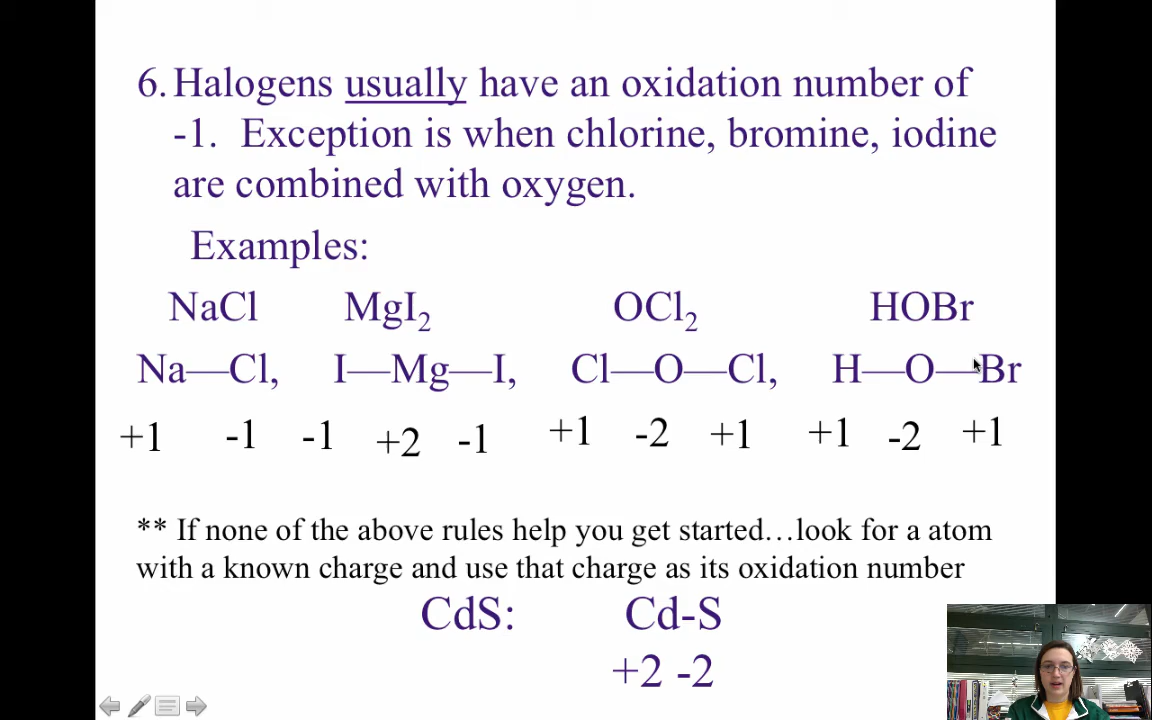 6. Halogens usually have an oxidation number of
-1. Exception is when chlorine, bromine, iodine
are combined with oxygen.
Examples:
NaCl MgI₂ OCl₂ HOBr
Na—Cl, I—Mg—I, Cl—O—Cl, H—O—Br
+1 -1 -1 +2 -1 +1 -2 +1 +1 -2 +1
** If none of the above rules help you get started…look for a atom
with a known charge and use that charge as its oxidation number
CdS: Cd-S
+2 -2